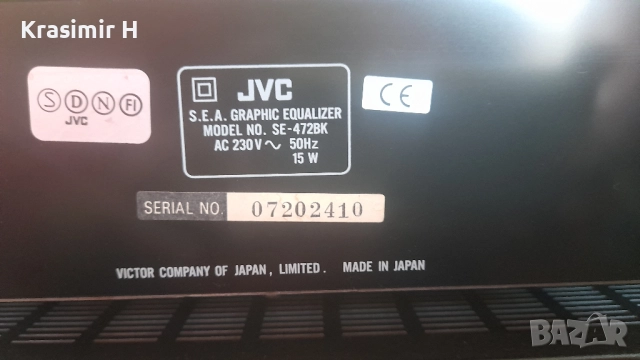 Krasimir H
S D N FI
JVC
JVC
S.E.A. GRAPHIC EQUALIZER
MODEL NO. SE-472BK
AC 230V ~ 50Hz
15 W
CE
SERIAL NO. 07202410
VICTOR COMPANY OF JAPAN, LIMITED. MADE IN JAPAN
BAZAR